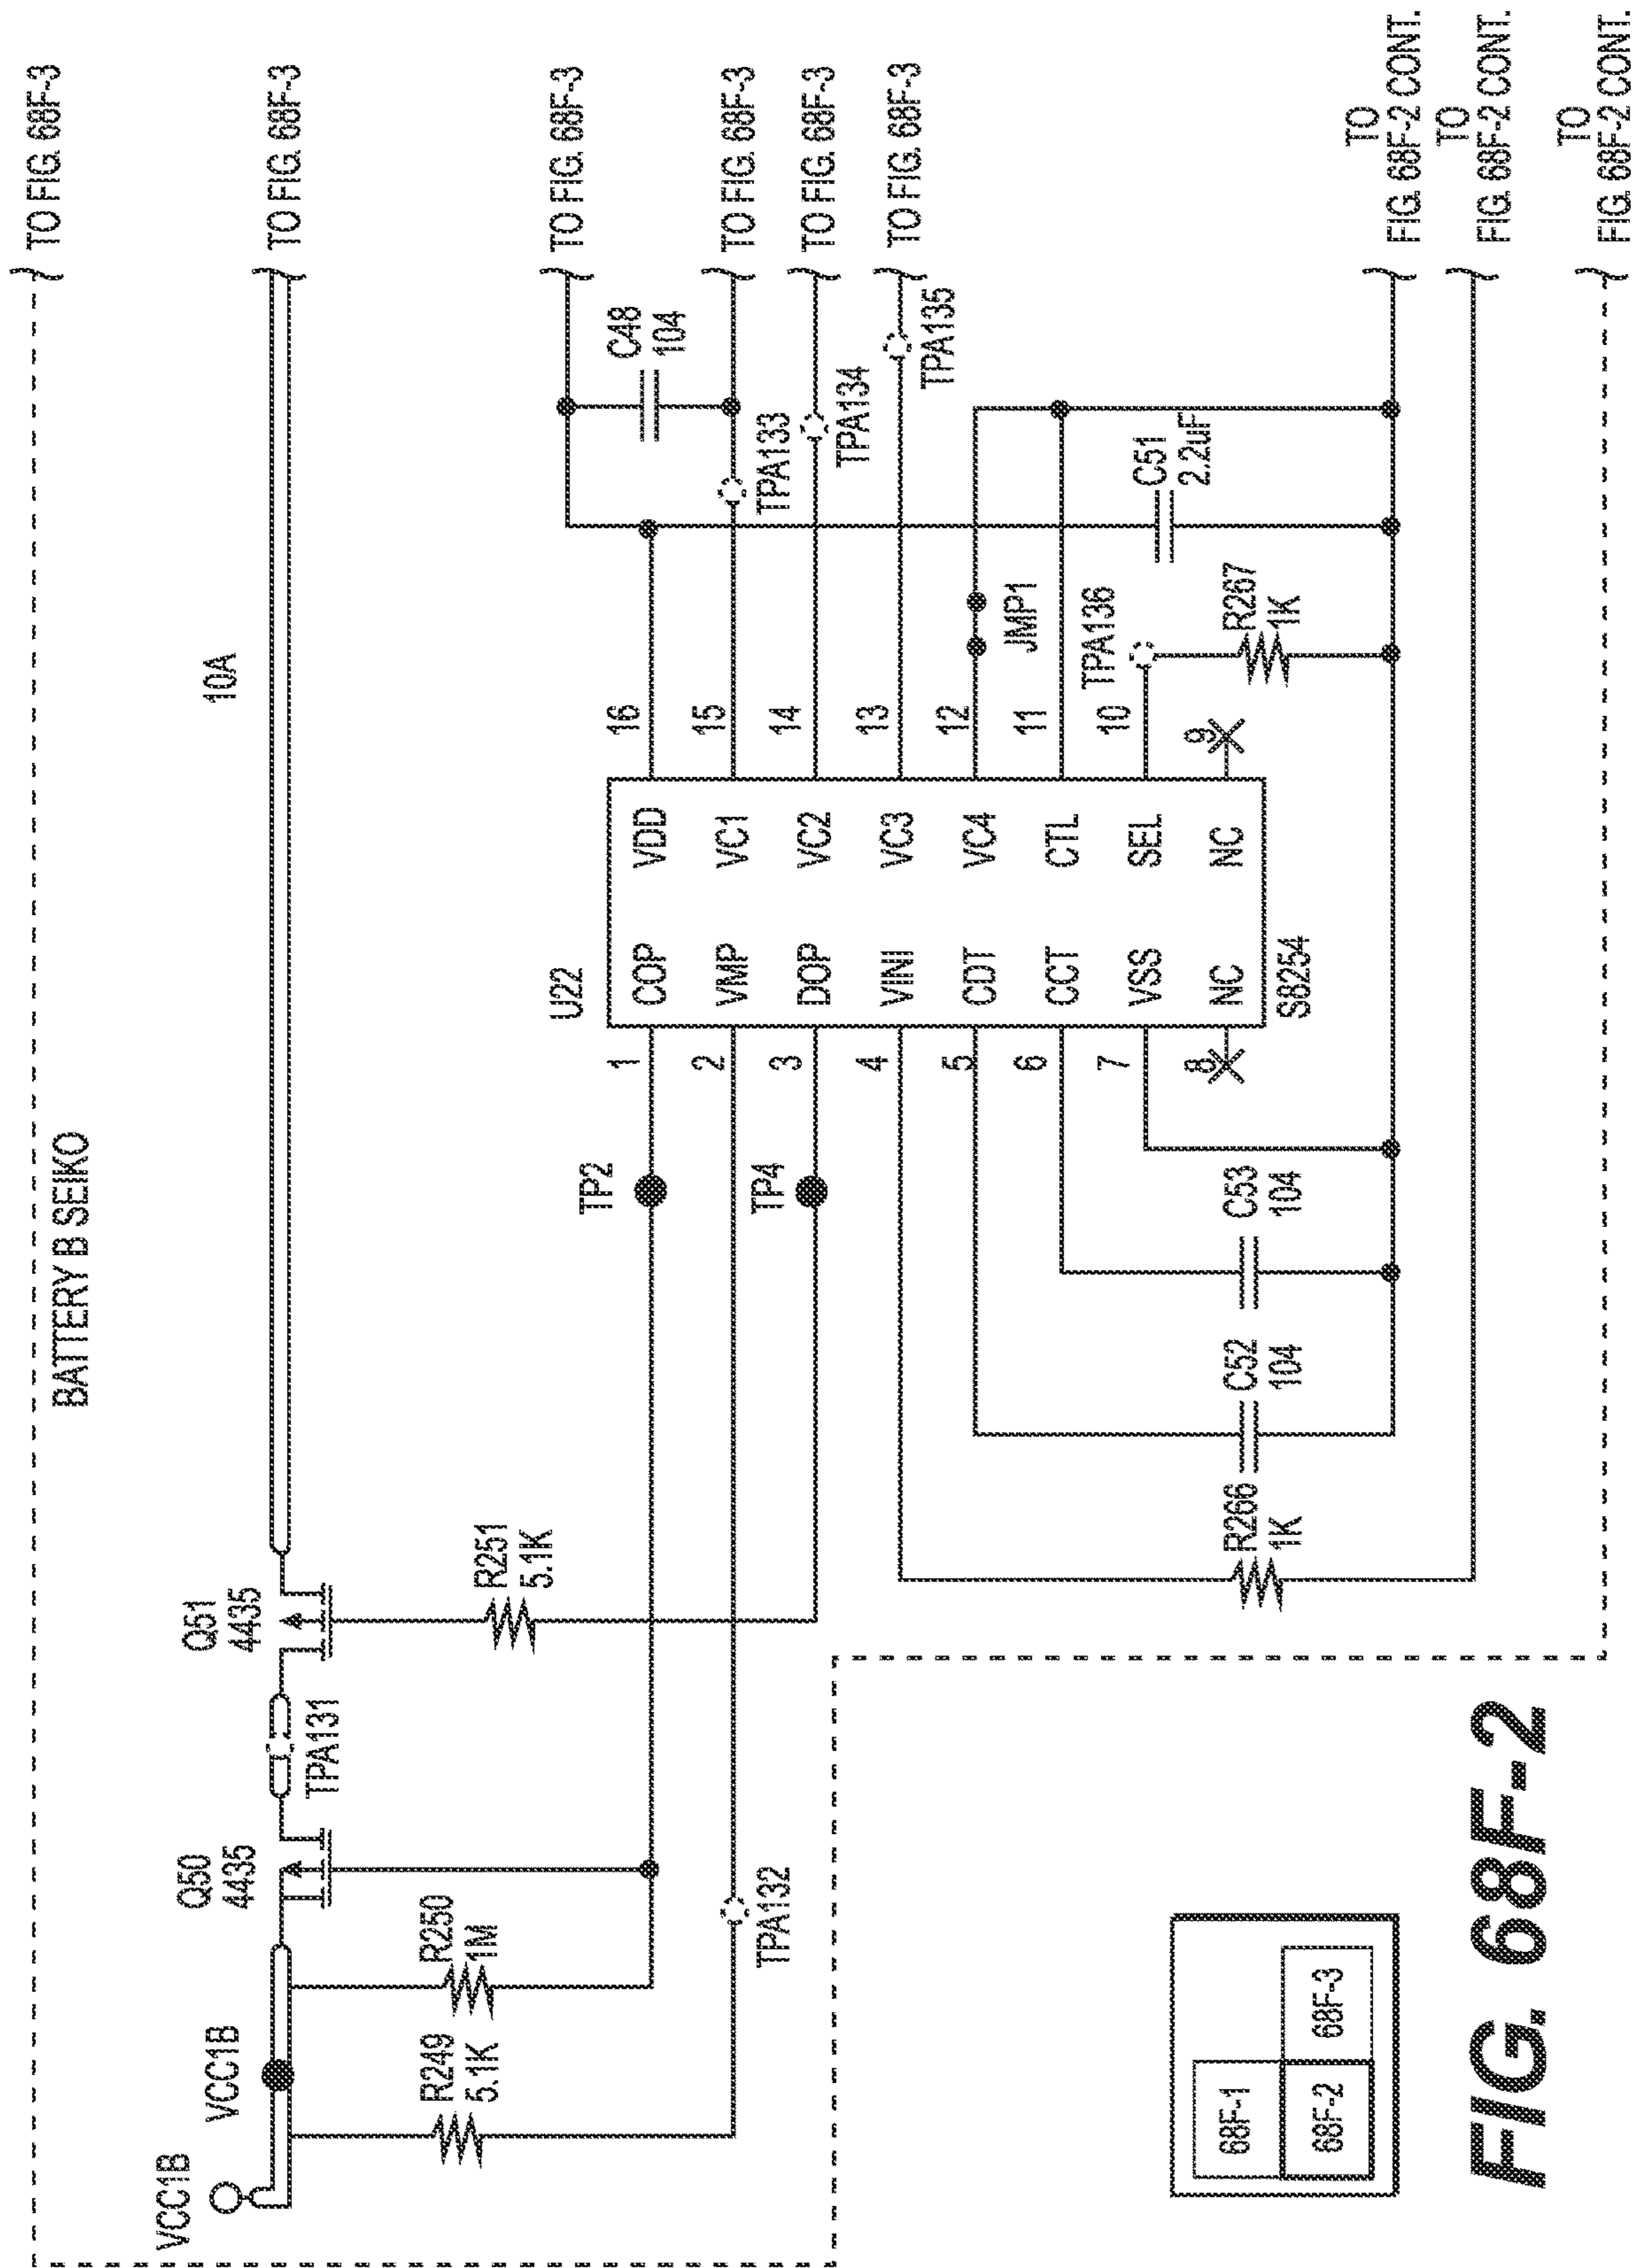 BATTERY B SEIKO
TO FIG. 68F-3
VCC1B
VCC1B
Q50
4435
TPA131
Q51
4435
10A
TO FIG. 68F-3
R249
5.1K
R250
1M
R251
5.1K
TO FIG. 68F-3
C48
104
U22
TP2
1
COP
VDD
16
2
VMP
VC1
15
TO FIG. 68F-3
TPA132
TPA133
TP4
3
DOP
VC2
14
TO FIG. 68F-3
TPA134
4
VINI
VC3
13
TO FIG. 68F-3
TPA135
5
CDT
VC4
12
JMP1
6
CCT
CTL
11
7
VSS
SEL
10
TPA136
8
NC
NC
9
S8254
C51
2.2uF
R266
1K
C52
104
C53
104
R267
1K
TO
FIG. 68F-2 CONT.
TO
FIG. 68F-2 CONT.
TO
FIG. 68F-2 CONT.
68F-1
68F-2
68F-3
FIG. 68F-2